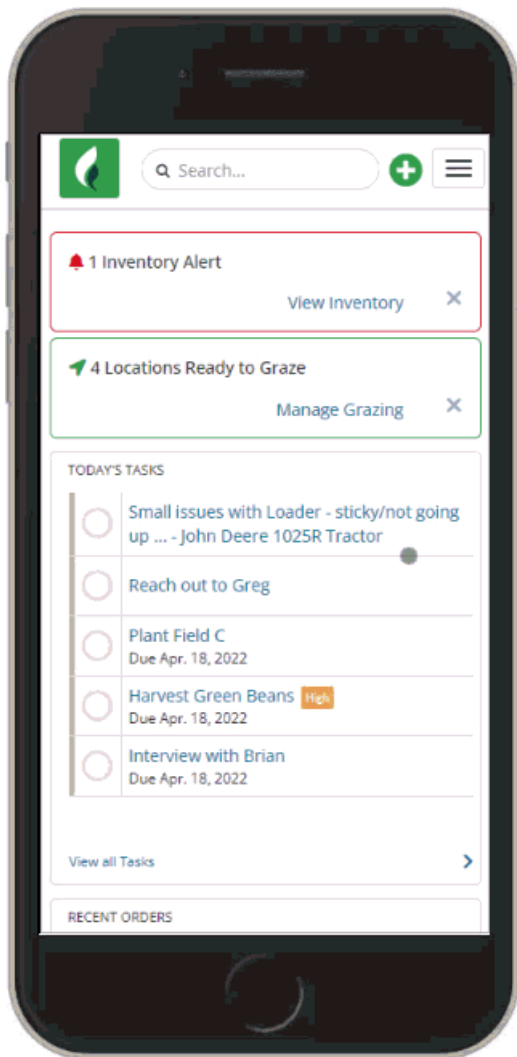 Search...
1 Inventory Alert
View Inventory
4 Locations Ready to Graze
Manage Grazing
TODAY'S TASKS
Small issues with Loader - sticky/not going
up ... - John Deere 1025R Tractor
Reach out to Greg
Plant Field C
Due Apr. 18, 2022
Harvest Green Beans High
Due Apr. 18, 2022
Interview with Brian
Due Apr. 18, 2022
View all Tasks
RECENT ORDERS